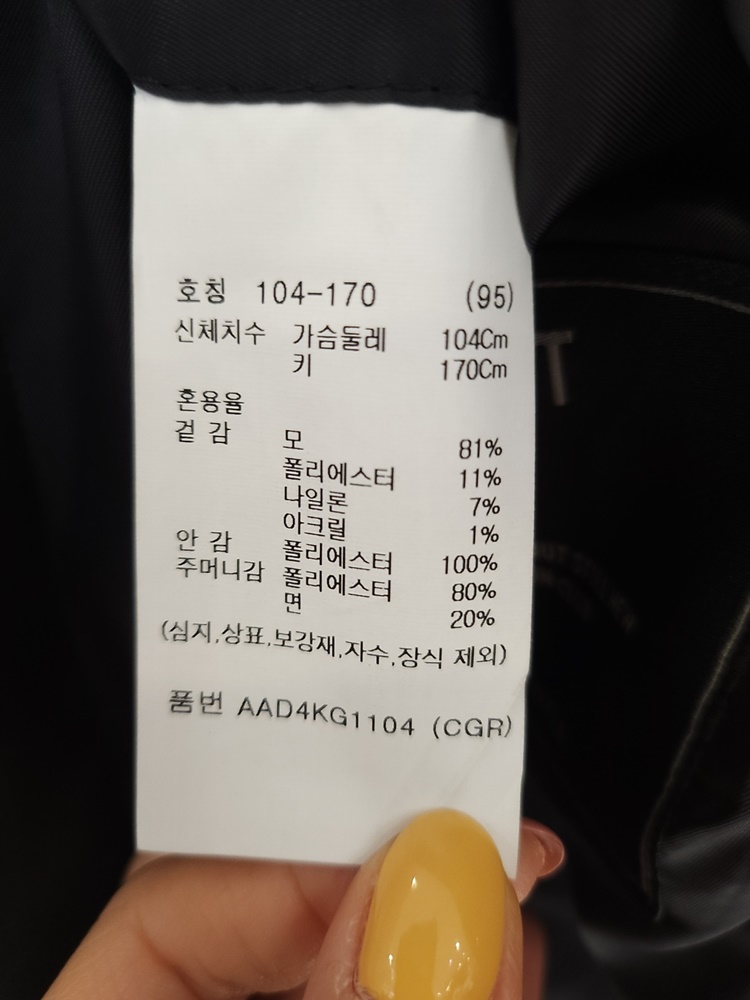 호칭 104-170 (95)
신체치수 가슴둘레 104Cm
키 170Cm
혼용율
겉 감 모 81%
폴리에스터 11%
나일론 7%
아크릴 1%
안 감 폴리에스터 100%
주머니감 폴리에스터 80%
면 20%
(심지,상표,보강재,자수,장식 제외)
품번 AAD4KG1104 (CGR)
T